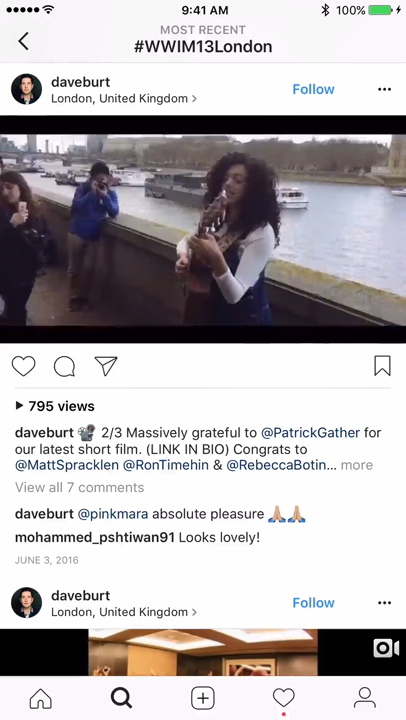 9:41 AM
100%
MOST RECENT
#WWIM13London
daveburt
London, United Kingdom >
Follow
795 views
daveburt 📽 2/3 Massively grateful to @PatrickGather for
our latest short film. (LINK IN BIO) Congrats to
@MattSpracklen @RonTimehin & @RebeccaBotin... more
View all 7 comments
daveburt @pinkmara absolute pleasure 🙏🏼🙏🏼
mohammed_pshtiwan91 Looks lovely!
JUNE 3, 2016
daveburt
London, United Kingdom >
Follow